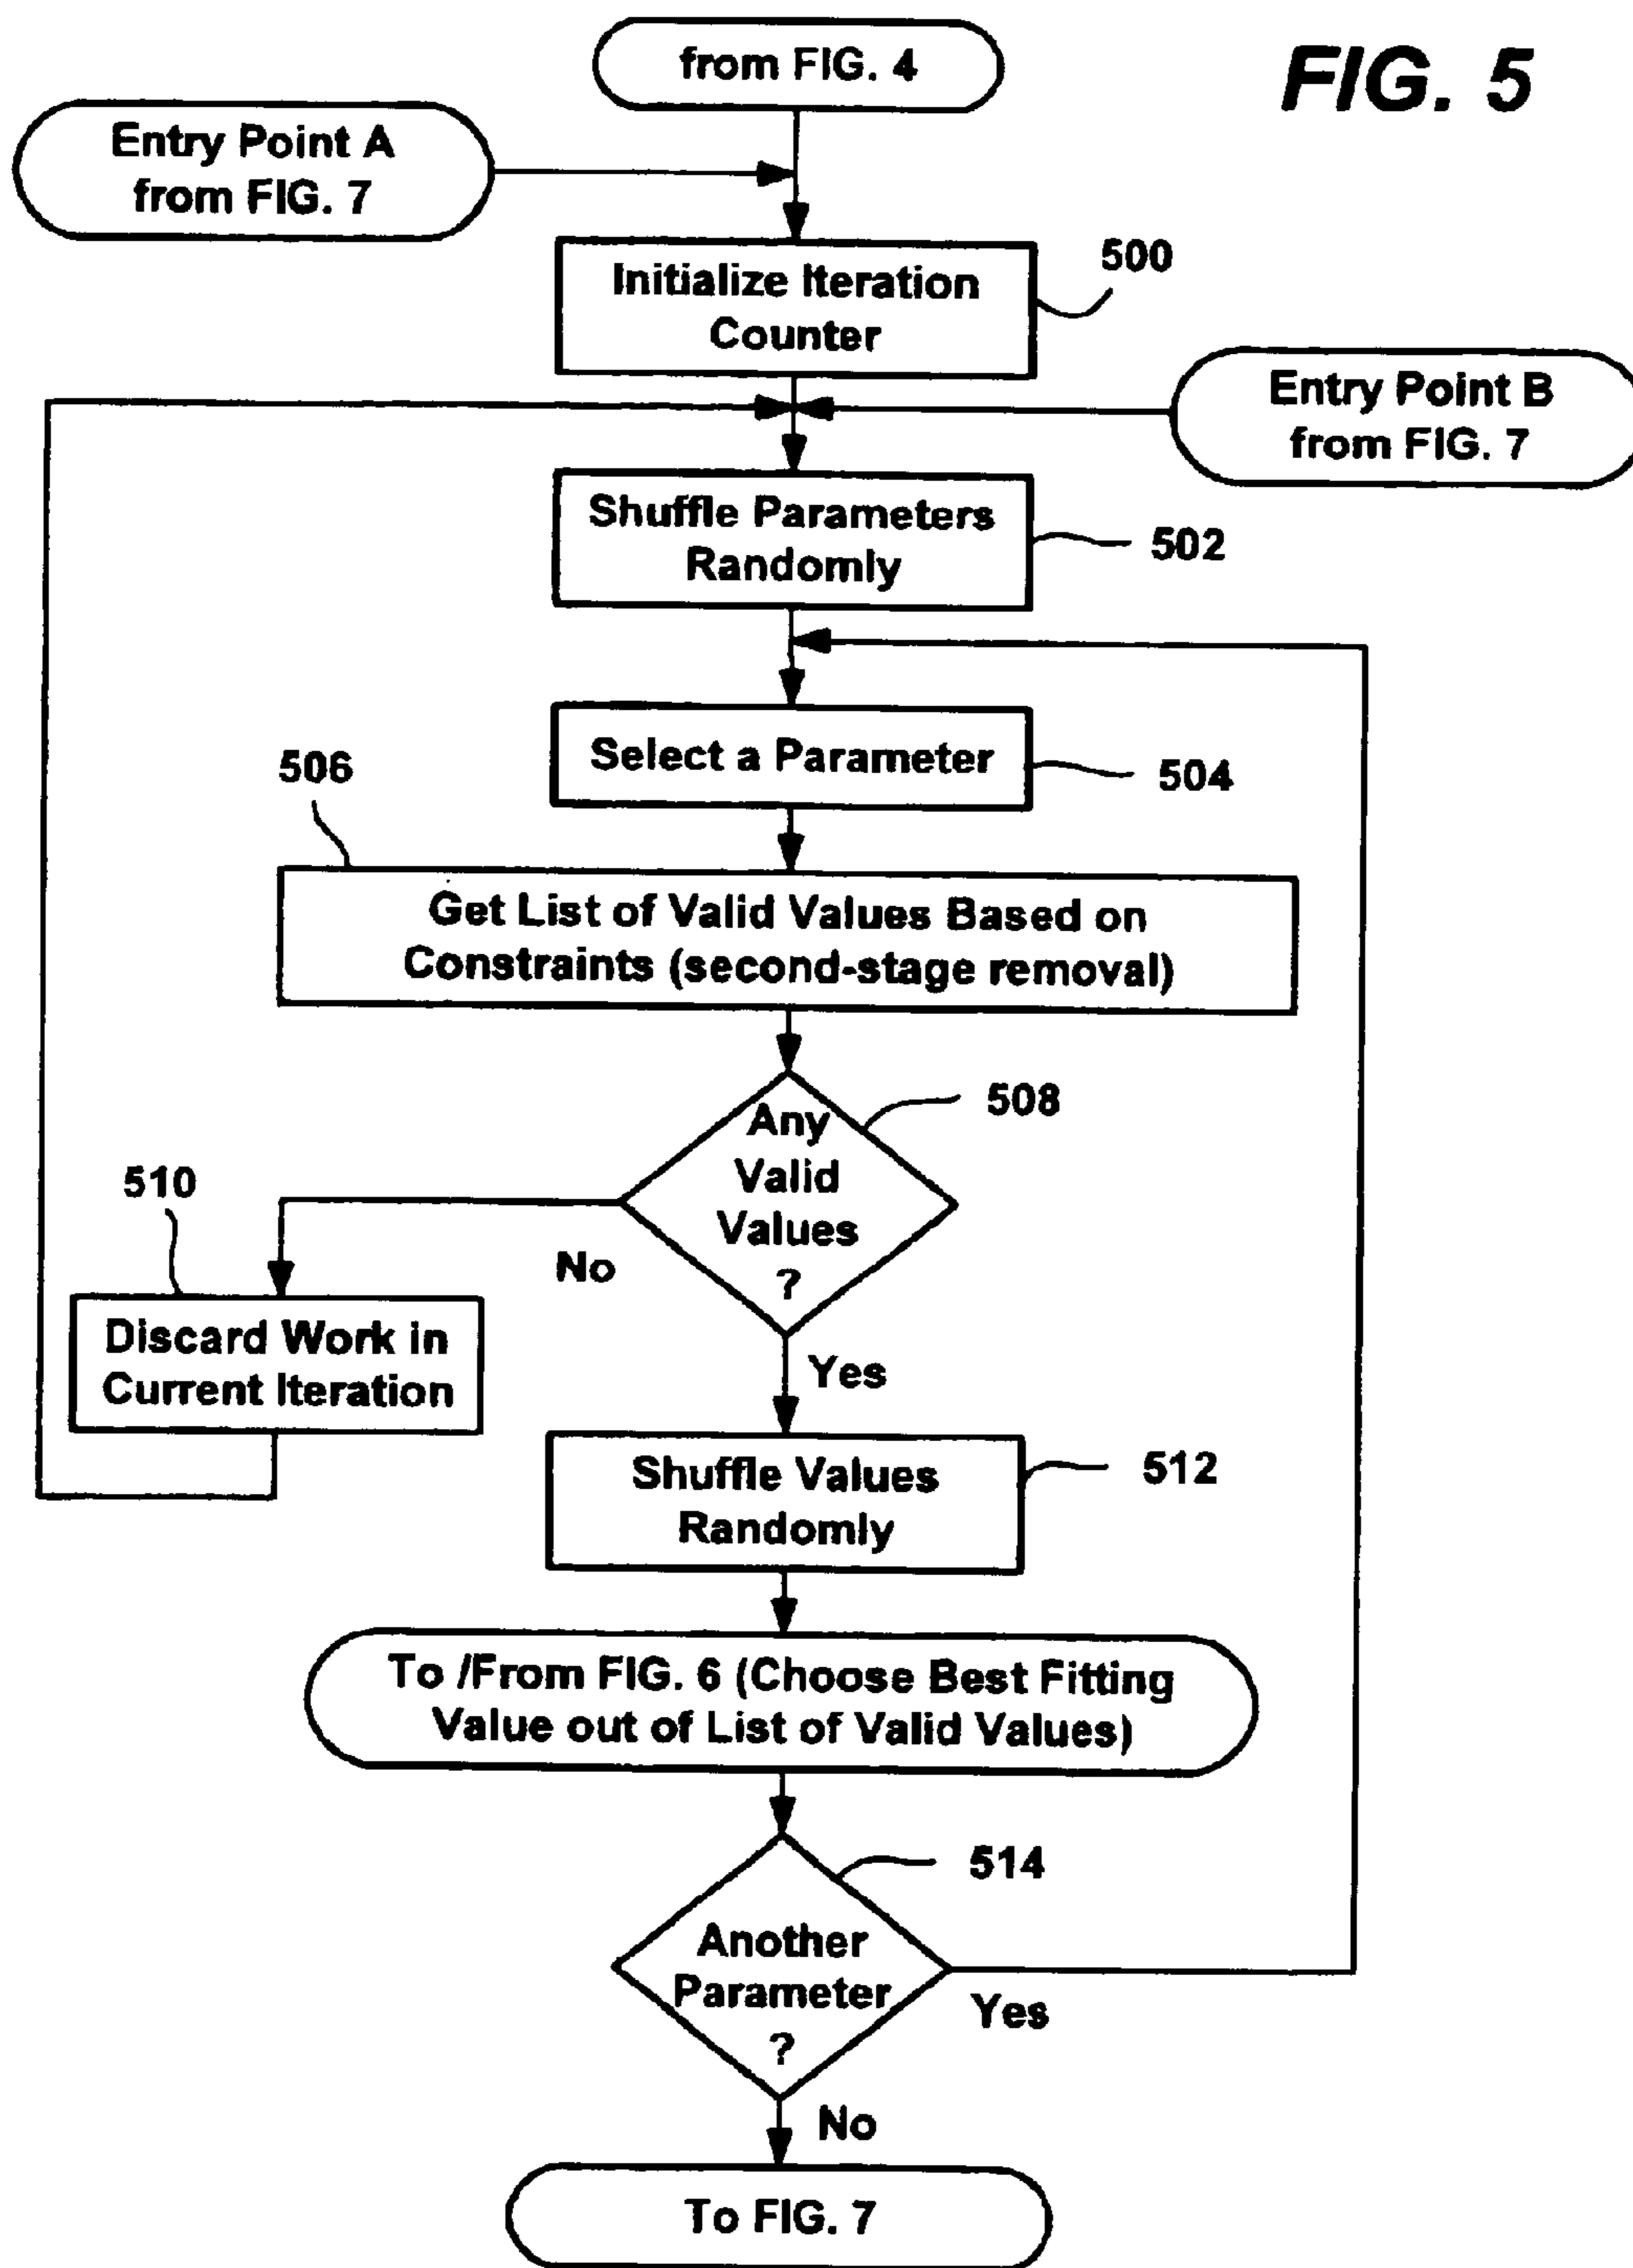 from FIG. 4
FIG. 5
Entry Point A
from FIG. 7
500
Initialize Iteration
Counter
Entry Point B
from FIG. 7
Shuffle Parameters
Randomly
502
506
Select a Parameter
504
Get List of Valid Values Based on
Constraints (second-stage removal)
508
Any
Valid
Values
?
510
No
Discard Work in
Current Iteration
Yes
Shuffle Values
Randomly
512
To /From FIG. 6 (Choose Best Fitting
Value out of List of Valid Values)
514
Another
Parameter
?
Yes
No
To FIG. 7